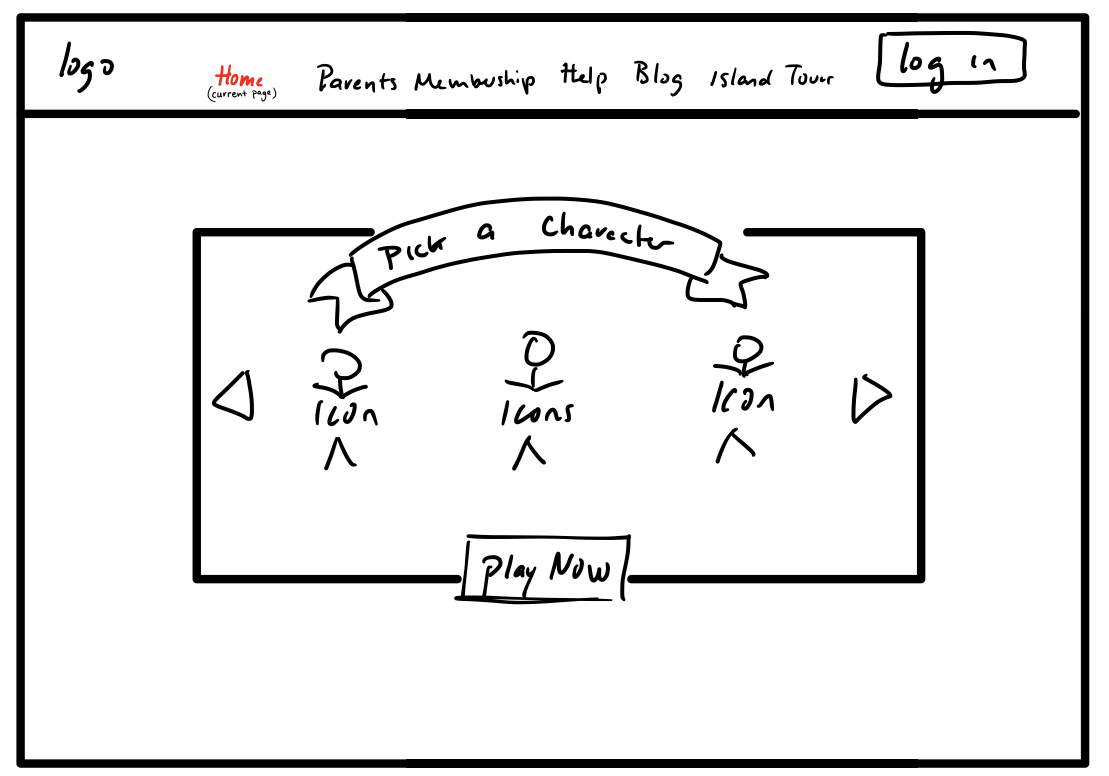 logo
Home
(current page)
Parents Membership Help Blog Island Tour
log in
Pick a Character
Icon
Icons
Icon
Play Now